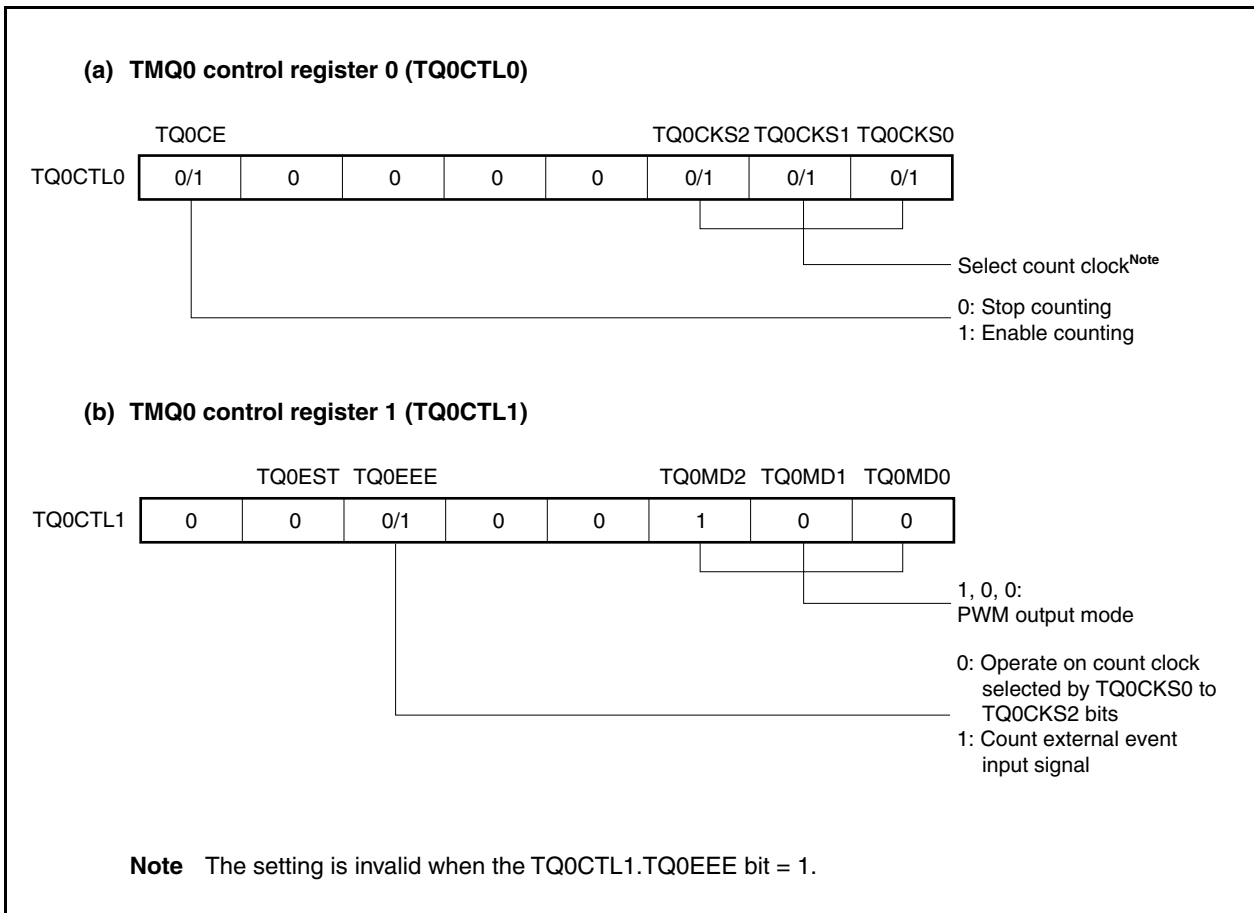 (a) TMQ0 control register 0 (TQ0CTL0)
TQ0CE TQ0CKS2 TQ0CKS1 TQ0CKS0
TQ0CTL0 0/1 0 0 0 0 0/1 0/1 0/1
Select count clockNote
0: Stop counting
1: Enable counting
(b) TMQ0 control register 1 (TQ0CTL1)
TQ0EST TQ0EEE TQ0MD2 TQ0MD1 TQ0MD0
TQ0CTL1 0 0 0/1 0 0 1 0 0
1, 0, 0:
PWM output mode
0: Operate on count clock
selected by TQ0CKS0 to
TQ0CKS2 bits
1: Count external event
input signal
Note The setting is invalid when the TQ0CTL1.TQ0EEE bit = 1.